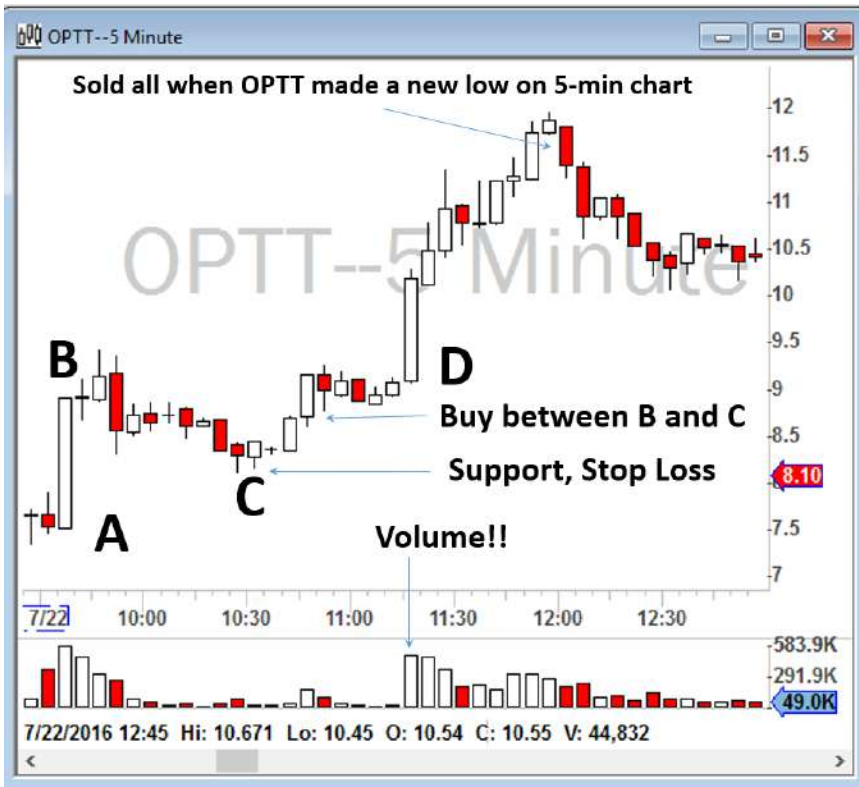 OPTT--5 Minute
Sold all when OPTT made a new low on 5-min chart
12
11.5
11
10.5
OPTT--5 Minute
10
9.5
B
D
9
Buy between B and C
8.5
Support, Stop Loss
8.10
C
A
Volume!!
7.5
7
7/22 10:00 10:30 11:00 11:30 12:00 12:30
583.9K
291.9K
49.0K
7/22/2016 12:45 Hi: 10.671 Lo: 10.45 O: 10.54 C: 10.55 V: 44,832